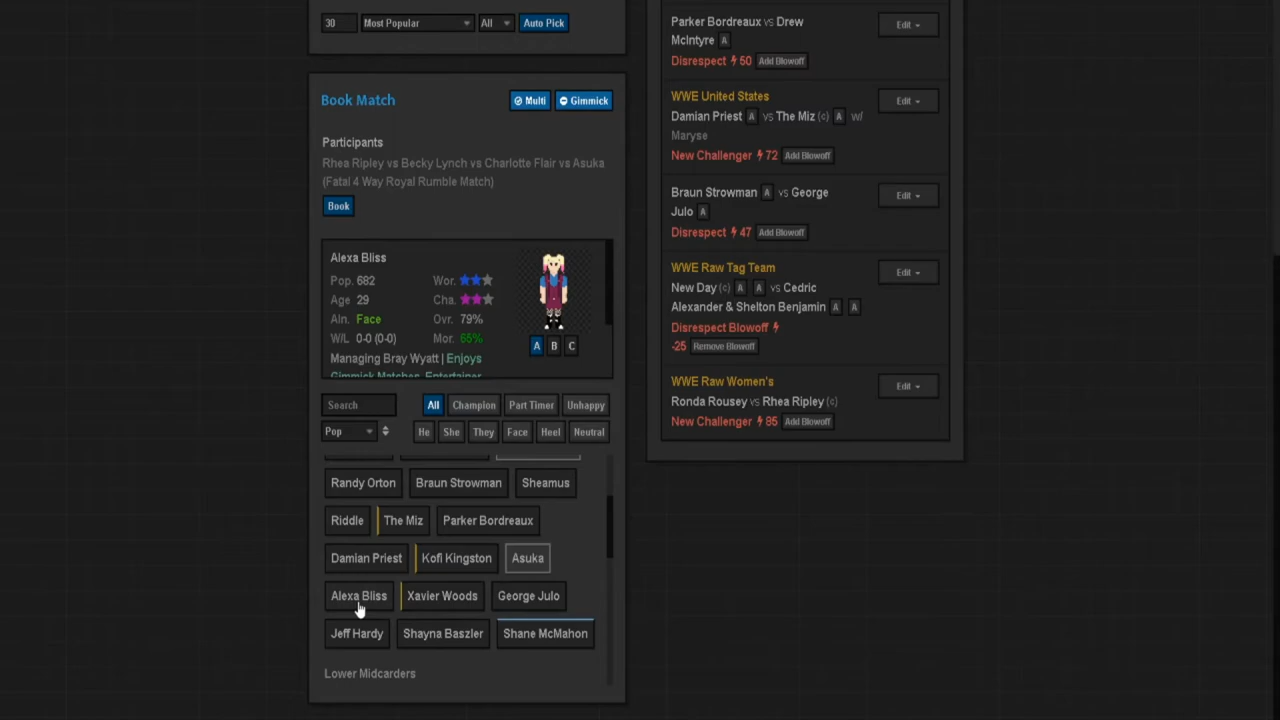 30 Most Popular All Auto Pick
Book Match Multi Gimmick
Participants
Rhea Ripley vs Becky Lynch vs Charlotte Flair vs Asuka
(Fatal 4 Way Royal Rumble Match)
Book
Alexa Bliss
Pop. 682 Wor.
Age 29 Cha.
Aln. Face Ovr. 79%
W/L 0-0 (0-0) Mor. 65%
A B C
Managing Bray Wyatt | Enjoys
Gimmick Matches, Entertainer
Search All Champion Part Timer Unhappy
Pop He She They Face Heel Neutral
Randy Orton Braun Strowman Sheamus
Riddle The Miz Parker Bordreaux
Damian Priest Kofi Kingston Asuka
Alexa Bliss Xavier Woods George Julo
Jeff Hardy Shayna Baszler Shane McMahon
Lower Midcarders
Parker Bordreaux vs Drew Edit
McIntyre A
Disrespect 50 Add Blowoff
WWE United States Edit
Damian Priest A vs The Miz (c) A w/
Maryse
New Challenger 72 Add Blowoff
Braun Strowman A vs George Edit
Julo A
Disrespect 47 Add Blowoff
WWE Raw Tag Team Edit
New Day (c) A A vs Cedric
Alexander & Shelton Benjamin A A
Disrespect Blowoff
-25 Remove Blowoff
WWE Raw Women's Edit
Ronda Rousey vs Rhea Ripley (c)
New Challenger 85 Add Blowoff